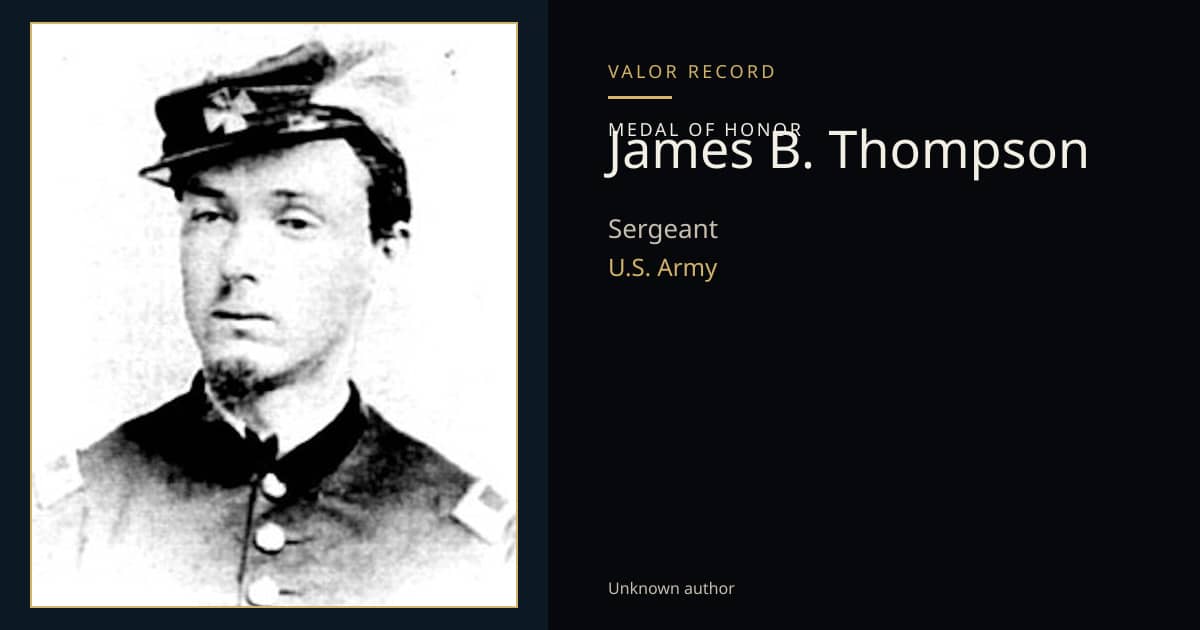 VALOR RECORD
MEDAL OF HONOR
James B. Thompson
Sergeant
U.S. Army
Unknown author